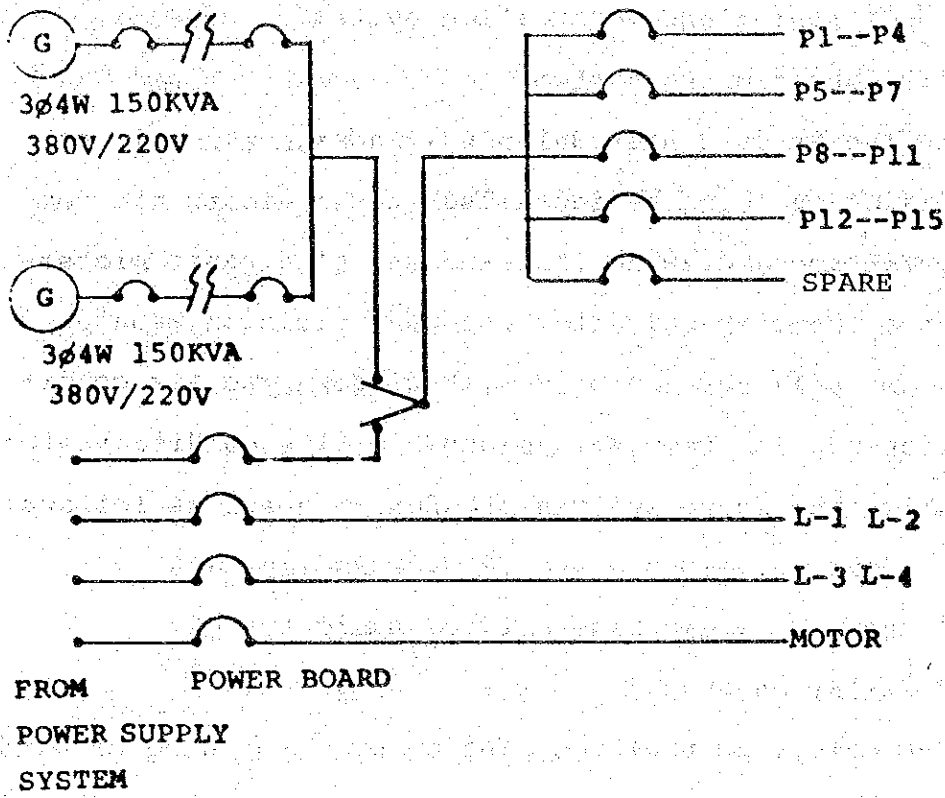 G
3ø4W 150KVA
380V/220V
P1--P4
P5--P7
P8--P11
P12--P15
SPARE
G
3ø4W 150KVA
380V/220V
L-1 L-2
L-3 L-4
MOTOR
POWER BOARD
FROM
POWER SUPPLY
SYSTEM